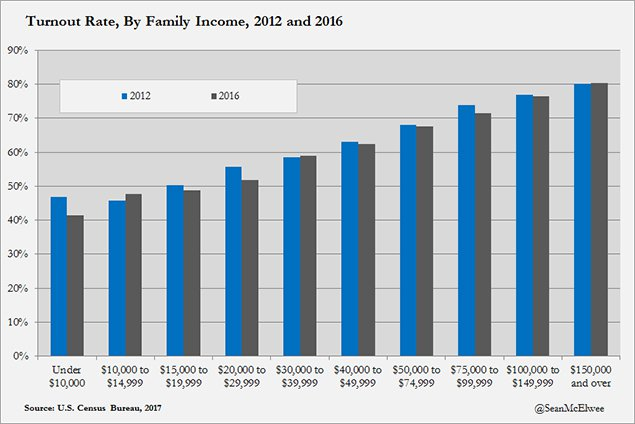 Turnout Rate, By Family Income, 2012 and 2016
90%
80%
70%
60%
50%
40%
30%
20%
10%
0%
2012 2016
Under $10,000
$10,000 to $14,999
$15,000 to $19,999
$20,000 to $29,999
$30,000 to $39,999
$40,000 to $49,999
$50,000 to $74,999
$75,000 to $99,999
$100,000 to $149,999
$150,000 and over
Source: U.S. Census Bureau, 2017
@SeanMcElwee